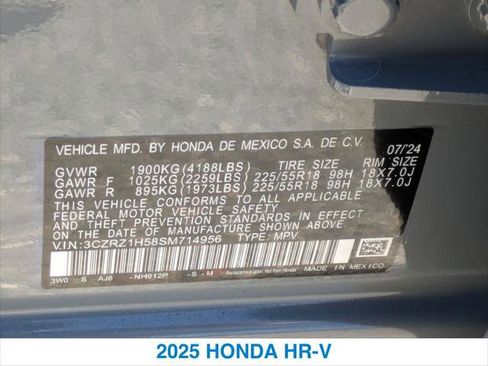 VEHICLE MFD. BY HONDA DE MEXICO S.A. DE C.V. 07/'24
GVWR 1900KG(4188LBS) TIRE SIZE RIM SIZE
GAWR F 1025KG(2259LBS) 225/55R18 98H 18X7.0J
GAWR R 895KG(1973LBS) 225/55R18 98H 18X7.0J
THIS VEHICLE CONFORMS TO ALL APPLICABLE
FEDERAL MOTOR VEHICLE SAFETY
THEFT PREVENTION STANDARDS IN EFFECT ON THE DATE OF
MANUFACTURE SHOWN ABOVE.
V.I.N: 3CZRZ1H58SM714956 TYPE: MPV
3W0 S AJ6 -NH912P -S-M MADE IN MEXICO
2025 HONDA HR-V